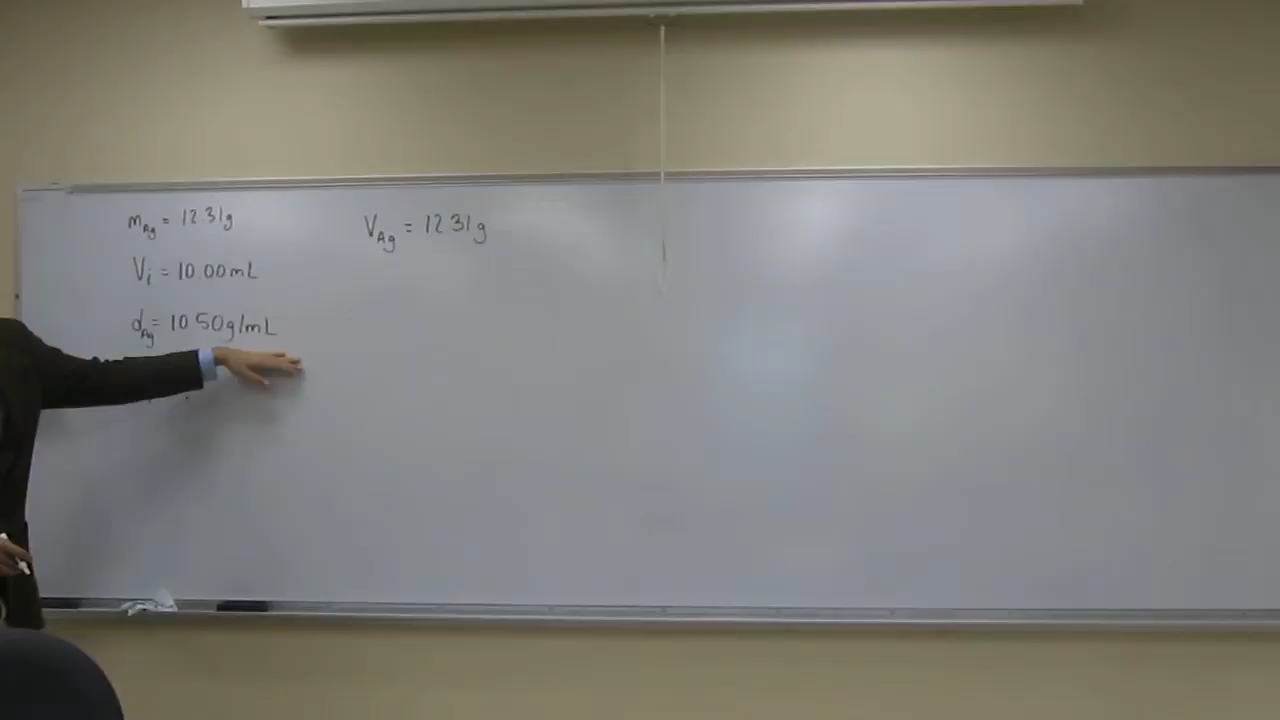 m_Ag = 12.31g
V_Ag = 12.31g
V_i = 10.00mL
d_Ag = 10.50g/mL